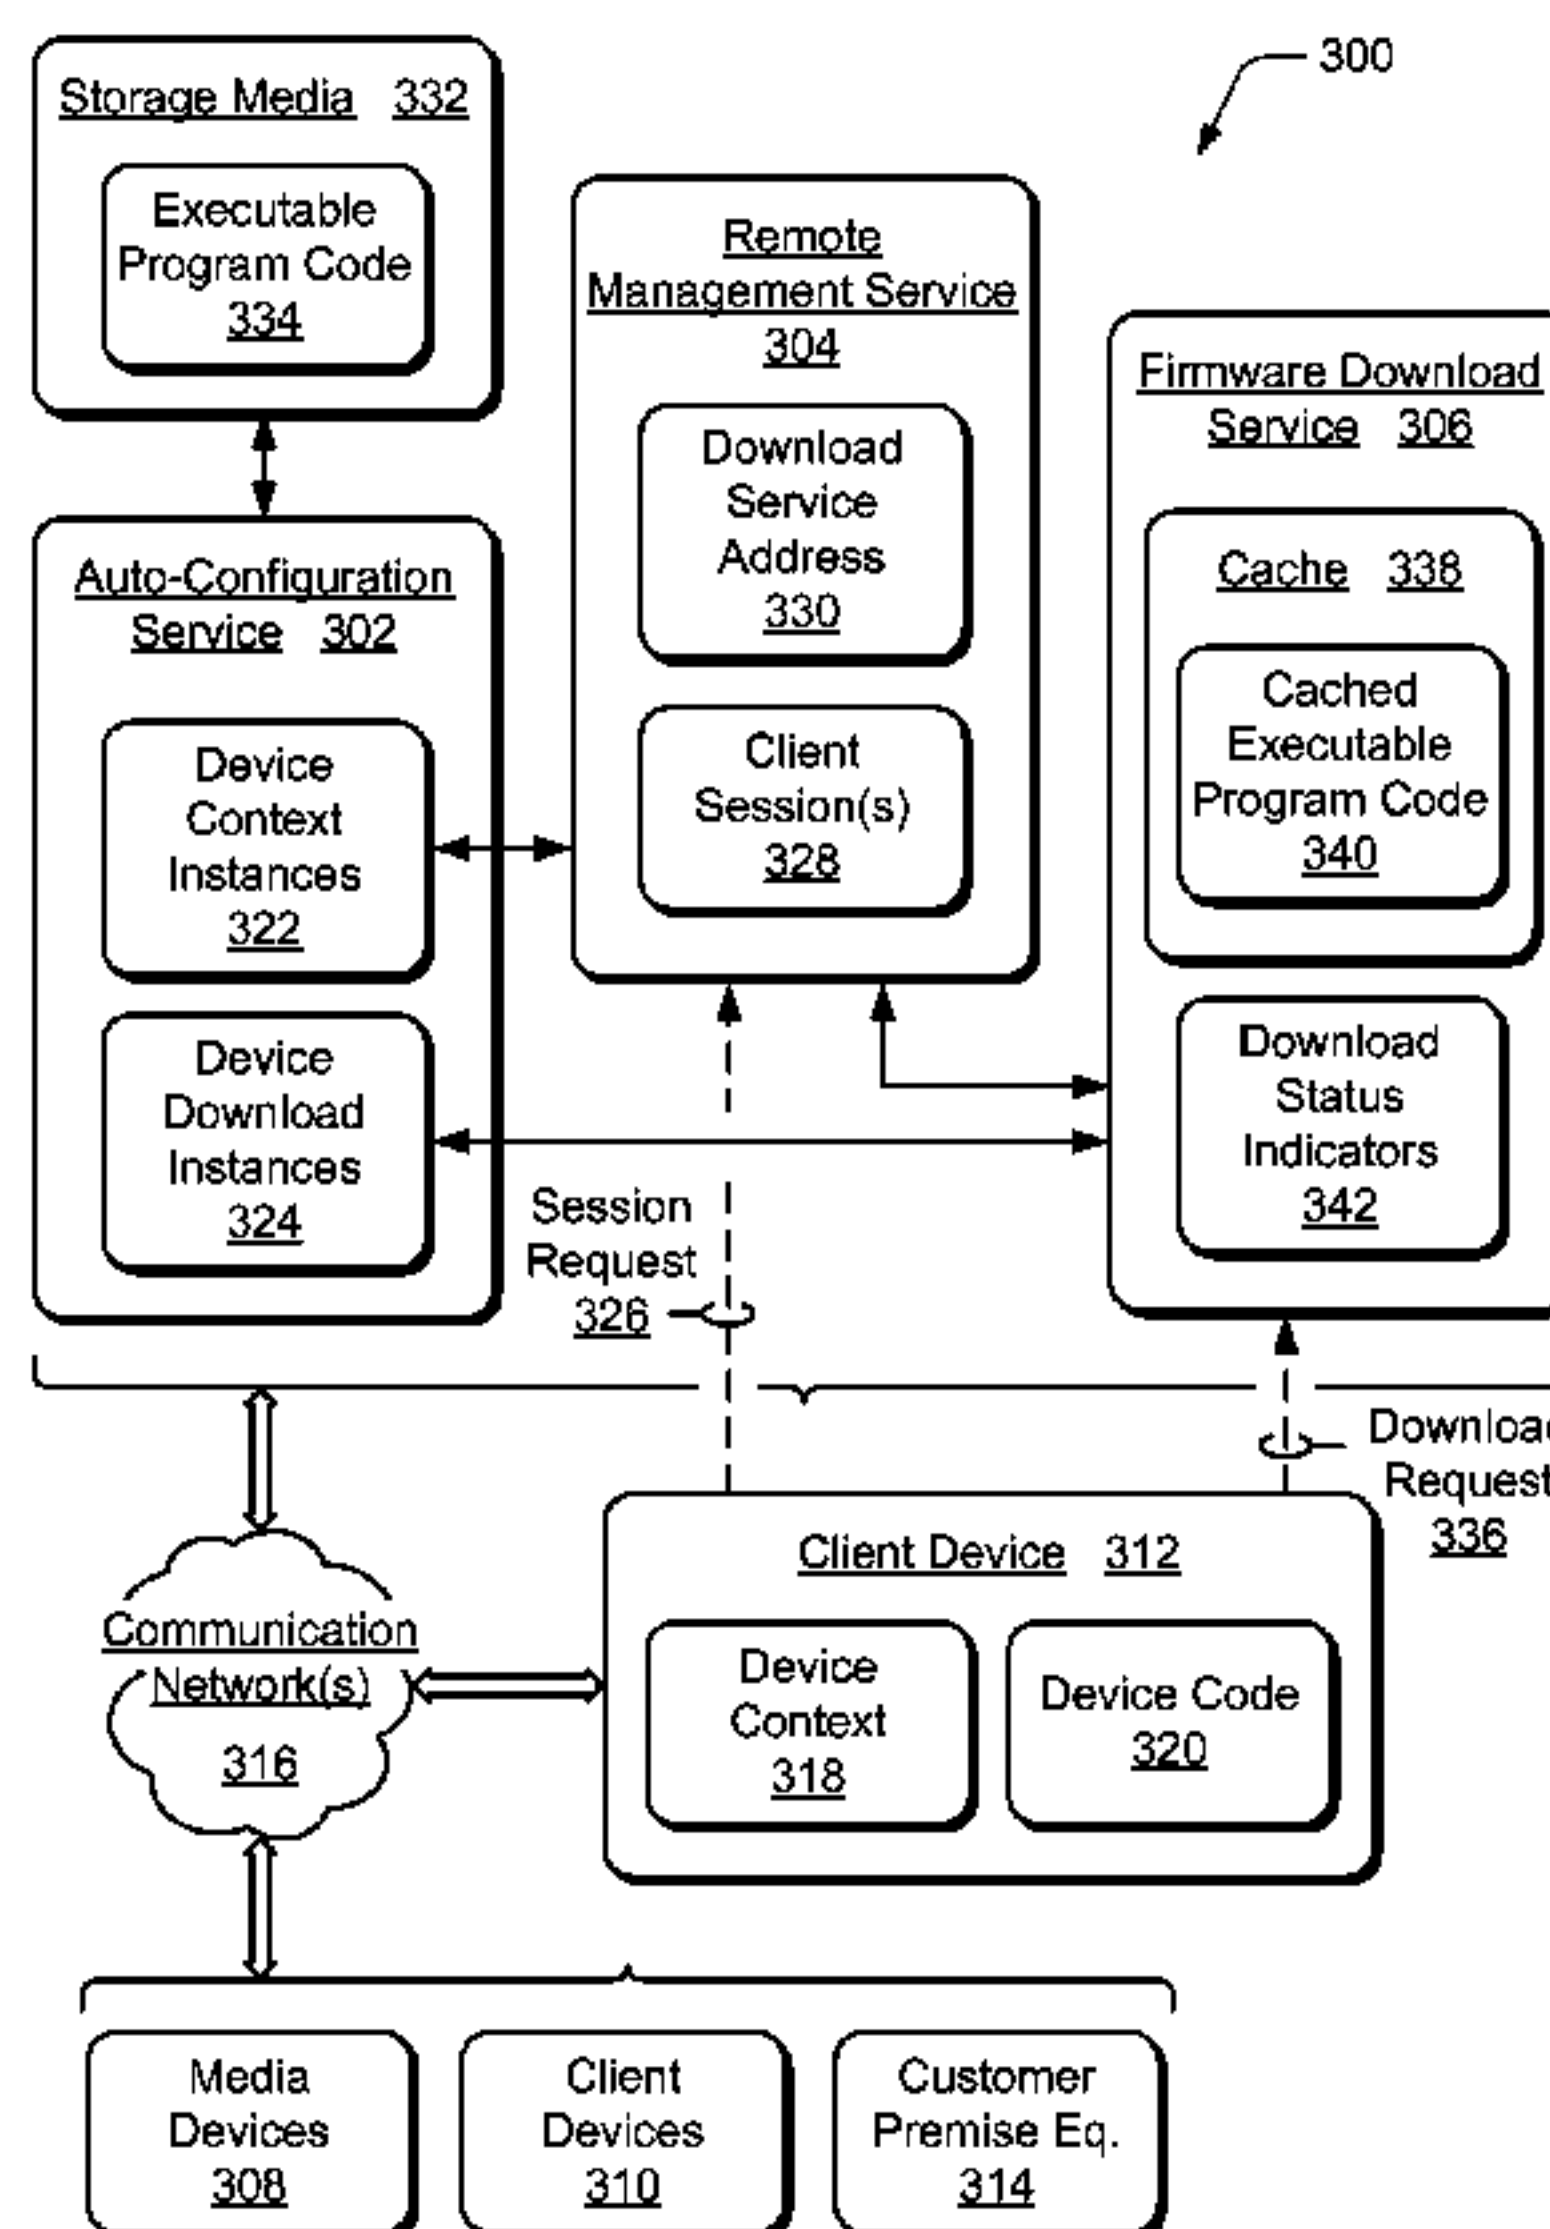 300
Storage Media 332
Executable
Program Code
334
Remote
Management Service
304
Download
Service
Address
330
Client
Session(s)
328
Firmware Download
Service 306
Cache 338
Cached
Executable
Program Code
340
Download
Status
Indicators
342
Auto-Configuration
Service 302
Device
Context
Instances
322
Device
Download
Instances
324
Session
Request
326
Downloa
Request
336
Client Device 312
Device
Context
318
Device Code
320
Communication
Network(s)
316
Media
Devices
308
Client
Devices
310
Customer
Premise Eq.
314